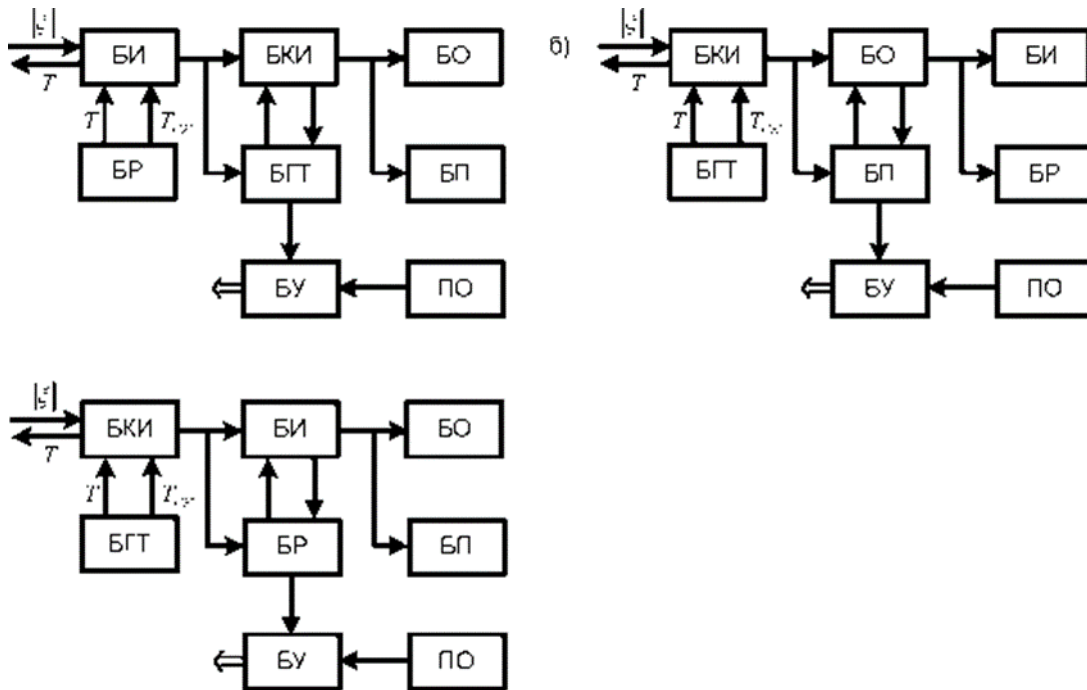 БИ БКИ БО
T
T
БР БГТ БП
БУ ПО
б)
БКИ БО БИ
T
T
БГТ БП БР
БУ ПО
БКИ БИ БО
T
T
БГТ БР БП
БУ ПО